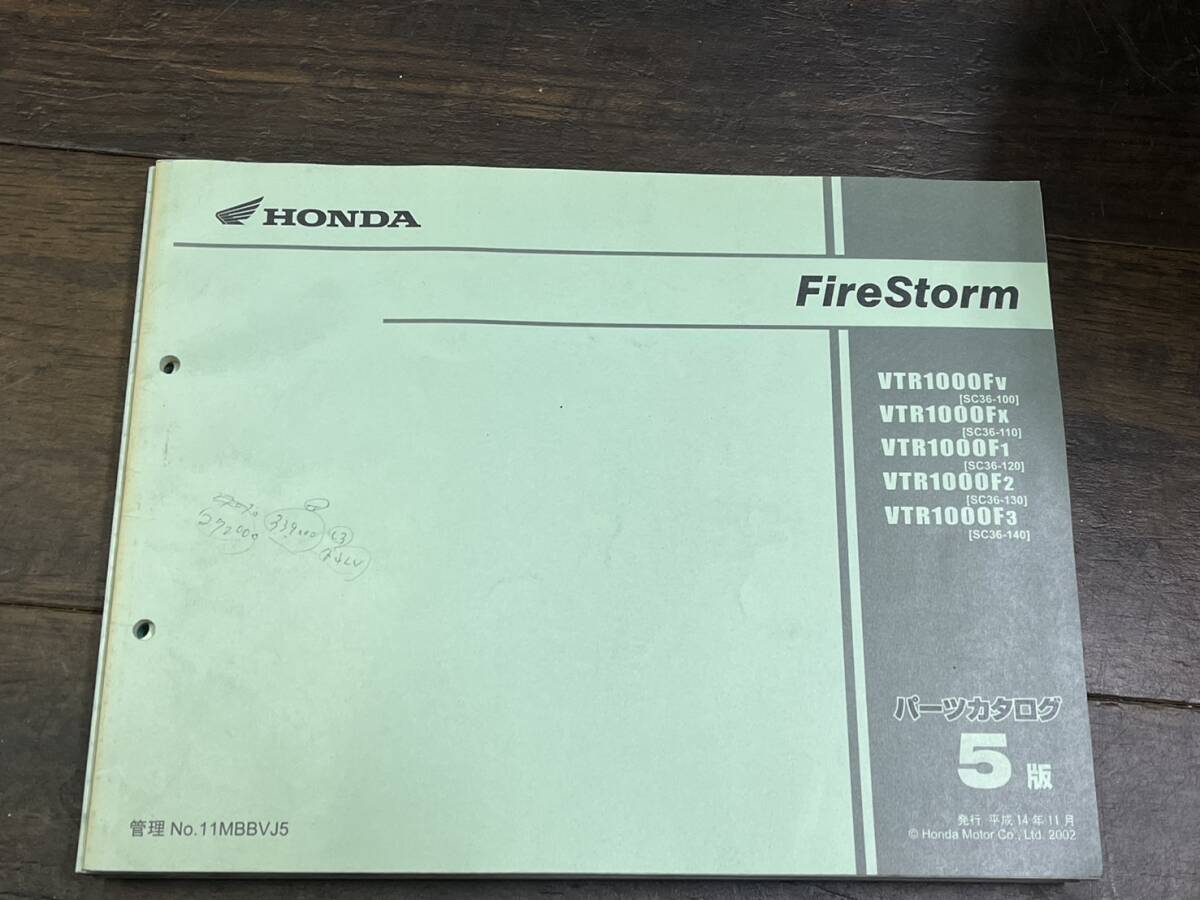 HONDA
FireStorm
VTR1000FV
[SC36-100]
VTR1000FX
[SC36-110]
VTR1000F1
[SC36-120]
VTR1000F2
[SC36-130]
VTR1000F3
[SC36-140]
339000
572000
パーツカタログ
5版
管理 No.11MBBVJ5
発行 平成14年11月
© Honda Motor Co., Ltd. 2002